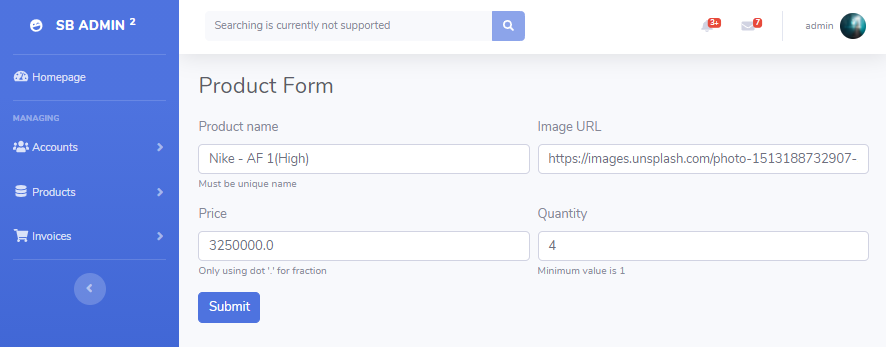 SB ADMIN 2
Searching is currently not supported
3+
7
admin
Homepage
MANAGING
Accounts
Products
Invoices
Product Form
Product name
Image URL
Nike - AF 1(High)
https://images.unsplash.com/photo-1513188732907-
Must be unique name
Price
Quantity
3250000.0
4
Only using dot '.' for fraction
Minimum value is 1
Submit